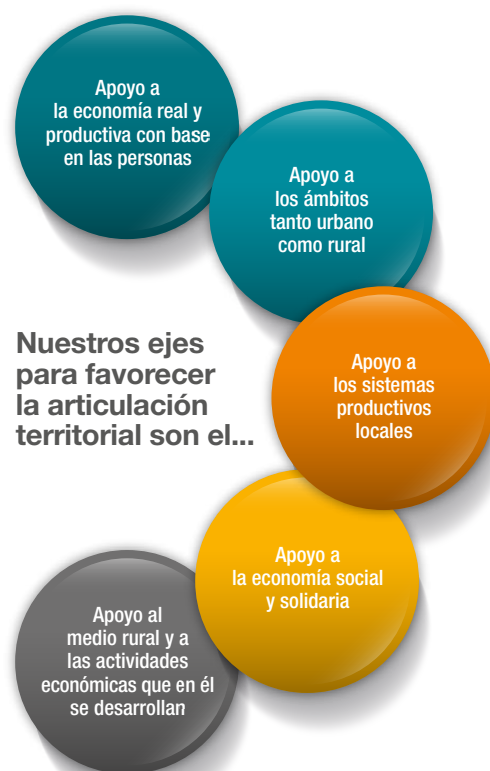 Apoyo a
la economía real y
productiva con base
en las personas
Apoyo a
los ámbitos
tanto urbano
como rural
Nuestros ejes
para favorecer
la articulación
territorial son el...
Apoyo a
los sistemas
productivos
locales
Apoyo a
la economía social
y solidaria
Apoyo al
medio rural y a
las actividades
económicas que en él
se desarrollan